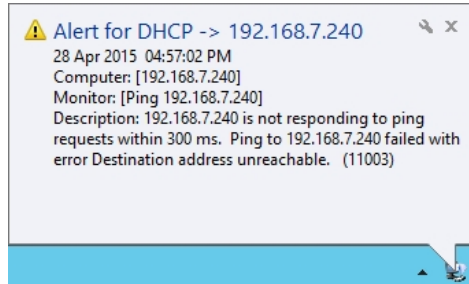 Alert for DHCP -> 192.168.7.240
28 Apr 2015  04:57:02 PM
Computer: [192.168.7.240]
Monitor: [Ping 192.168.7.240]
Description: 192.168.7.240 is not responding to ping
requests within 300 ms.  Ping to 192.168.7.240 failed with
error Destination address unreachable.   (11003)